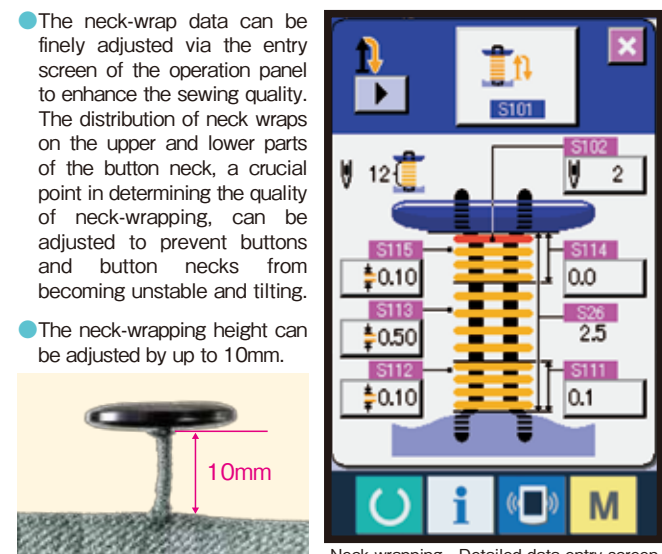 The neck-wrap data can be
finely adjusted via the entry
screen of the operation panel
to enhance the sewing quality.
The distribution of neck wraps
on the upper and lower parts
of the button neck, a crucial
point in determining the quality
of neck-wrapping, can be
adjusted to prevent buttons
and button necks from
becoming unstable and tilting.
The neck-wrapping height can
be adjusted by up to 10mm.
10mm
S101
S102
12
2
S115
S114
0.10
0.0
S113
S26
0.50
2.5
S112
S111
0.10
0.1
i
M
Neck-wrapping Detailed data entry screen